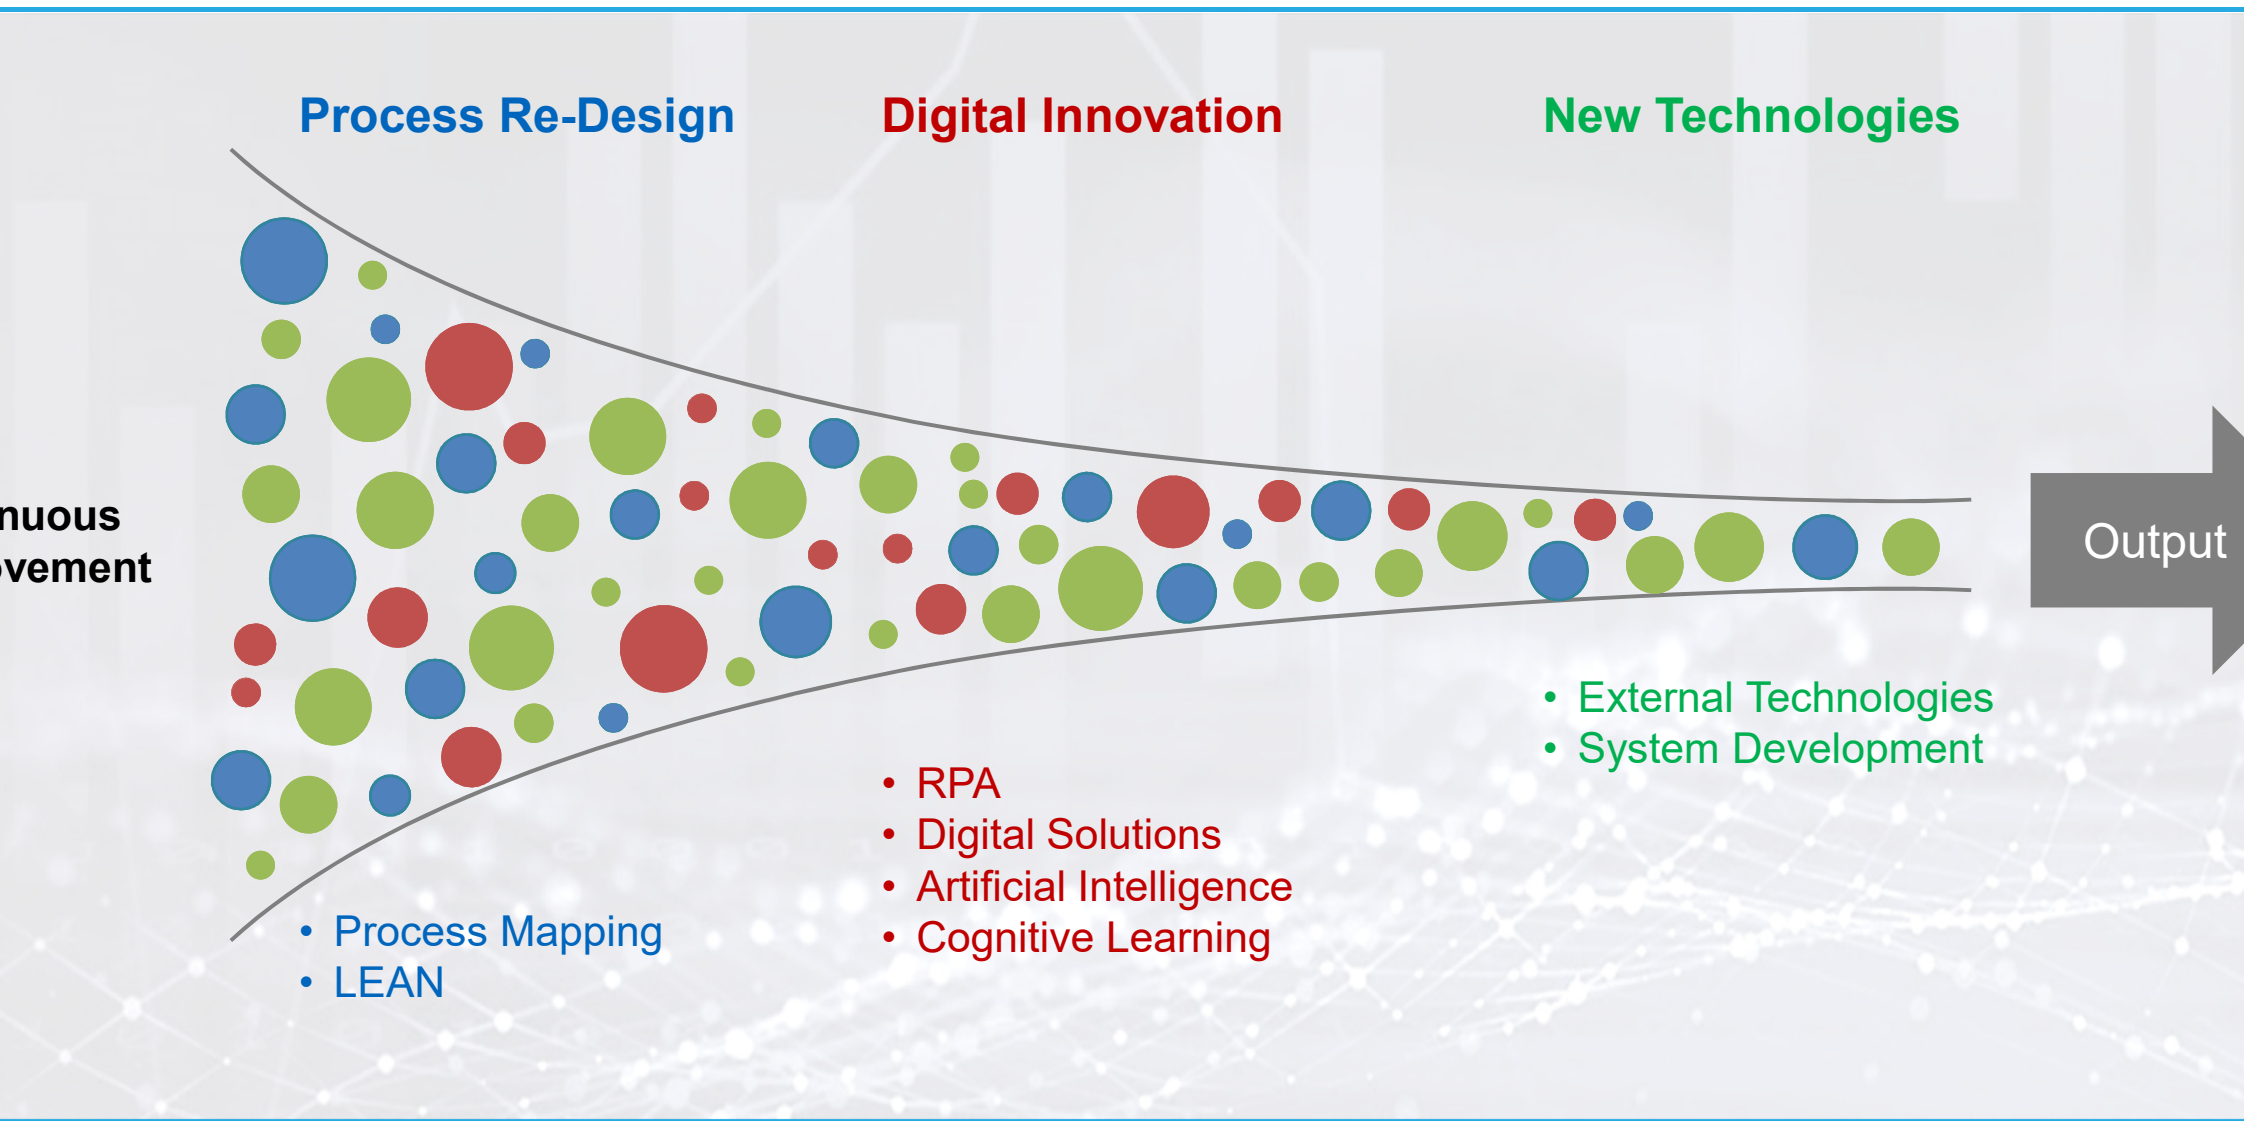 Process Re-Design
Digital Innovation
New Technologies
nuous
vement
Output
• External Technologies
• System Development
• RPA
• Digital Solutions
• Artificial Intelligence
• Cognitive Learning
• Process Mapping
• LEAN